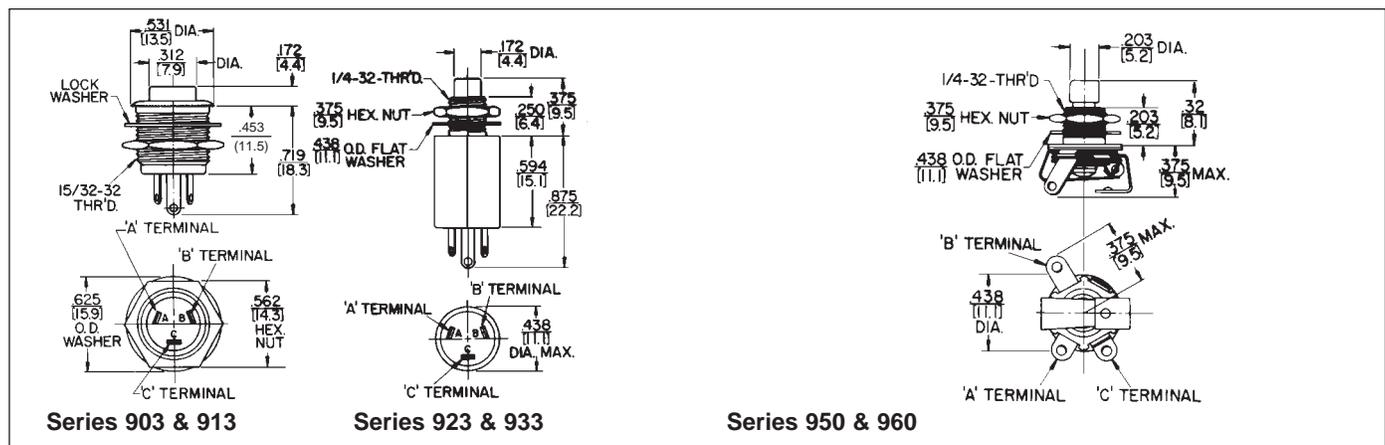 .531
[13.5] DIA.
.312
[7.9] DIA.
.172
[4.4]
LOCK
WASHER
.453
(11.5)
.719
[18.3]
15/32-32
THR'D.
'A' TERMINAL
'B' TERMINAL
.625
[15.9]
O.D.
WASHER
A B
C
.562
[14.3]
HEX.
NUT
'C' TERMINAL
Series 903 & 913
.172
[4.4] DIA.
1/4-32-THR'D.
.375
[9.5] HEX. NUT
.250
[6.4]
.375
[9.5]
.438
[11.1] O.D. FLAT
WASHER
.594
[15.1]
.875
[22.2]
'B' TERMINAL
'A' TERMINAL
A B
C
.438
[11.1]
DIA. MAX.
'C' TERMINAL
Series 923 & 933
.203
[5.2]
1/4-32-THR'D
.375
[9.5] HEX. NUT
.203
[5.2]
.32
[8.1]
.438
[11.1] O.D. FLAT
WASHER
.375
[9.5] MAX.
'B' TERMINAL
.375
[9.5] MAX.
.438
[11.1]
DIA.
'A' TERMINAL
'C' TERMINAL
Series 950 & 960